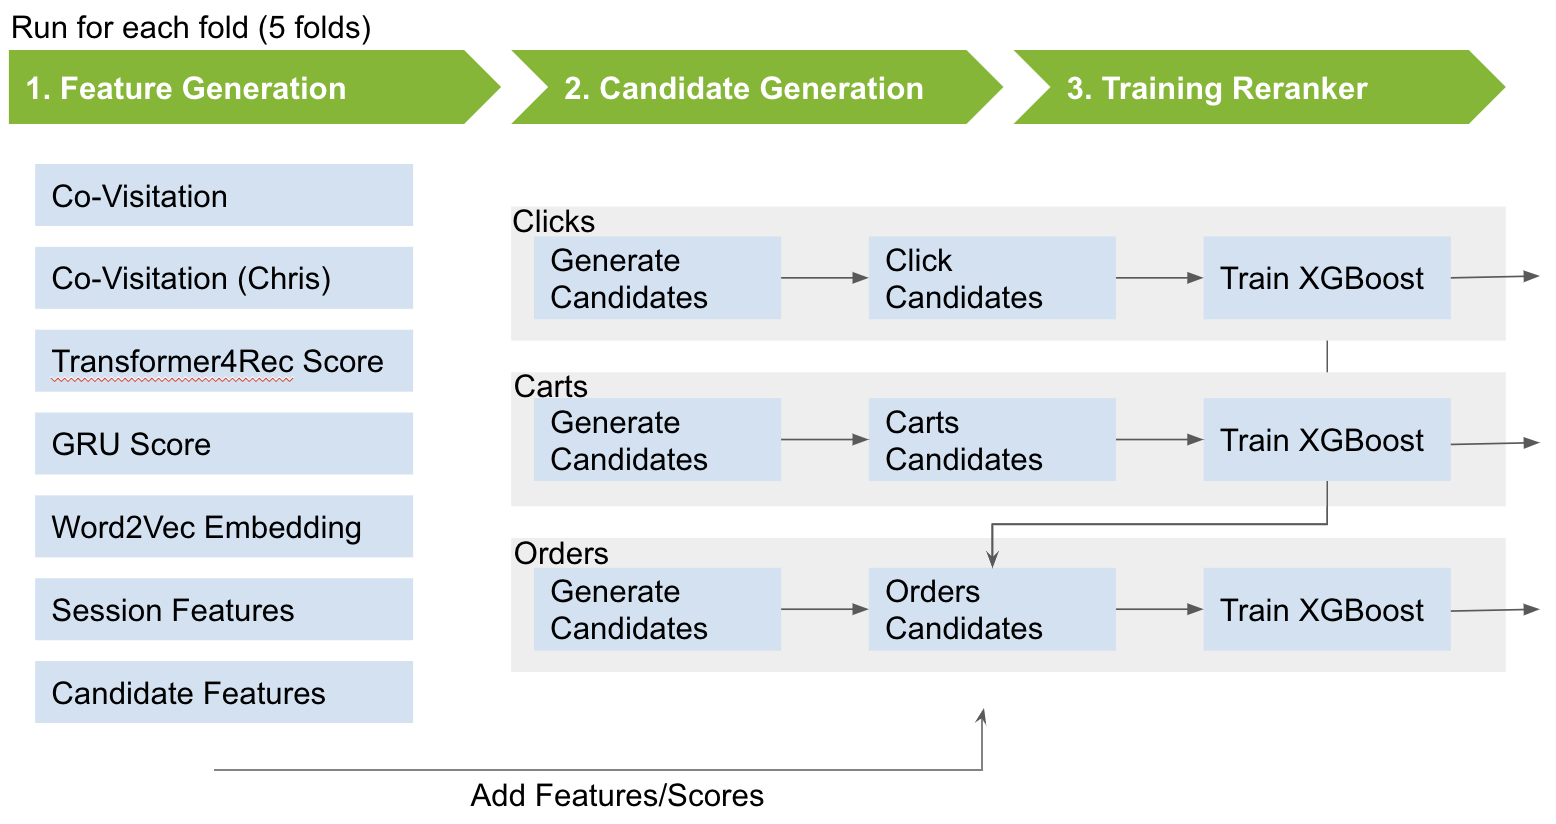 Run for each fold (5 folds)
1. Feature Generation
2. Candidate Generation
3. Training Reranker
Co-Visitation
Co-Visitation (Chris)
Transformer4Rec Score
GRU Score
Word2Vec Embedding
Session Features
Candidate Features
Clicks
Generate
Candidates
Click
Candidates
Train XGBoost
Carts
Generate
Candidates
Carts
Candidates
Train XGBoost
Orders
Generate
Candidates
Orders
Candidates
Train XGBoost
Add Features/Scores